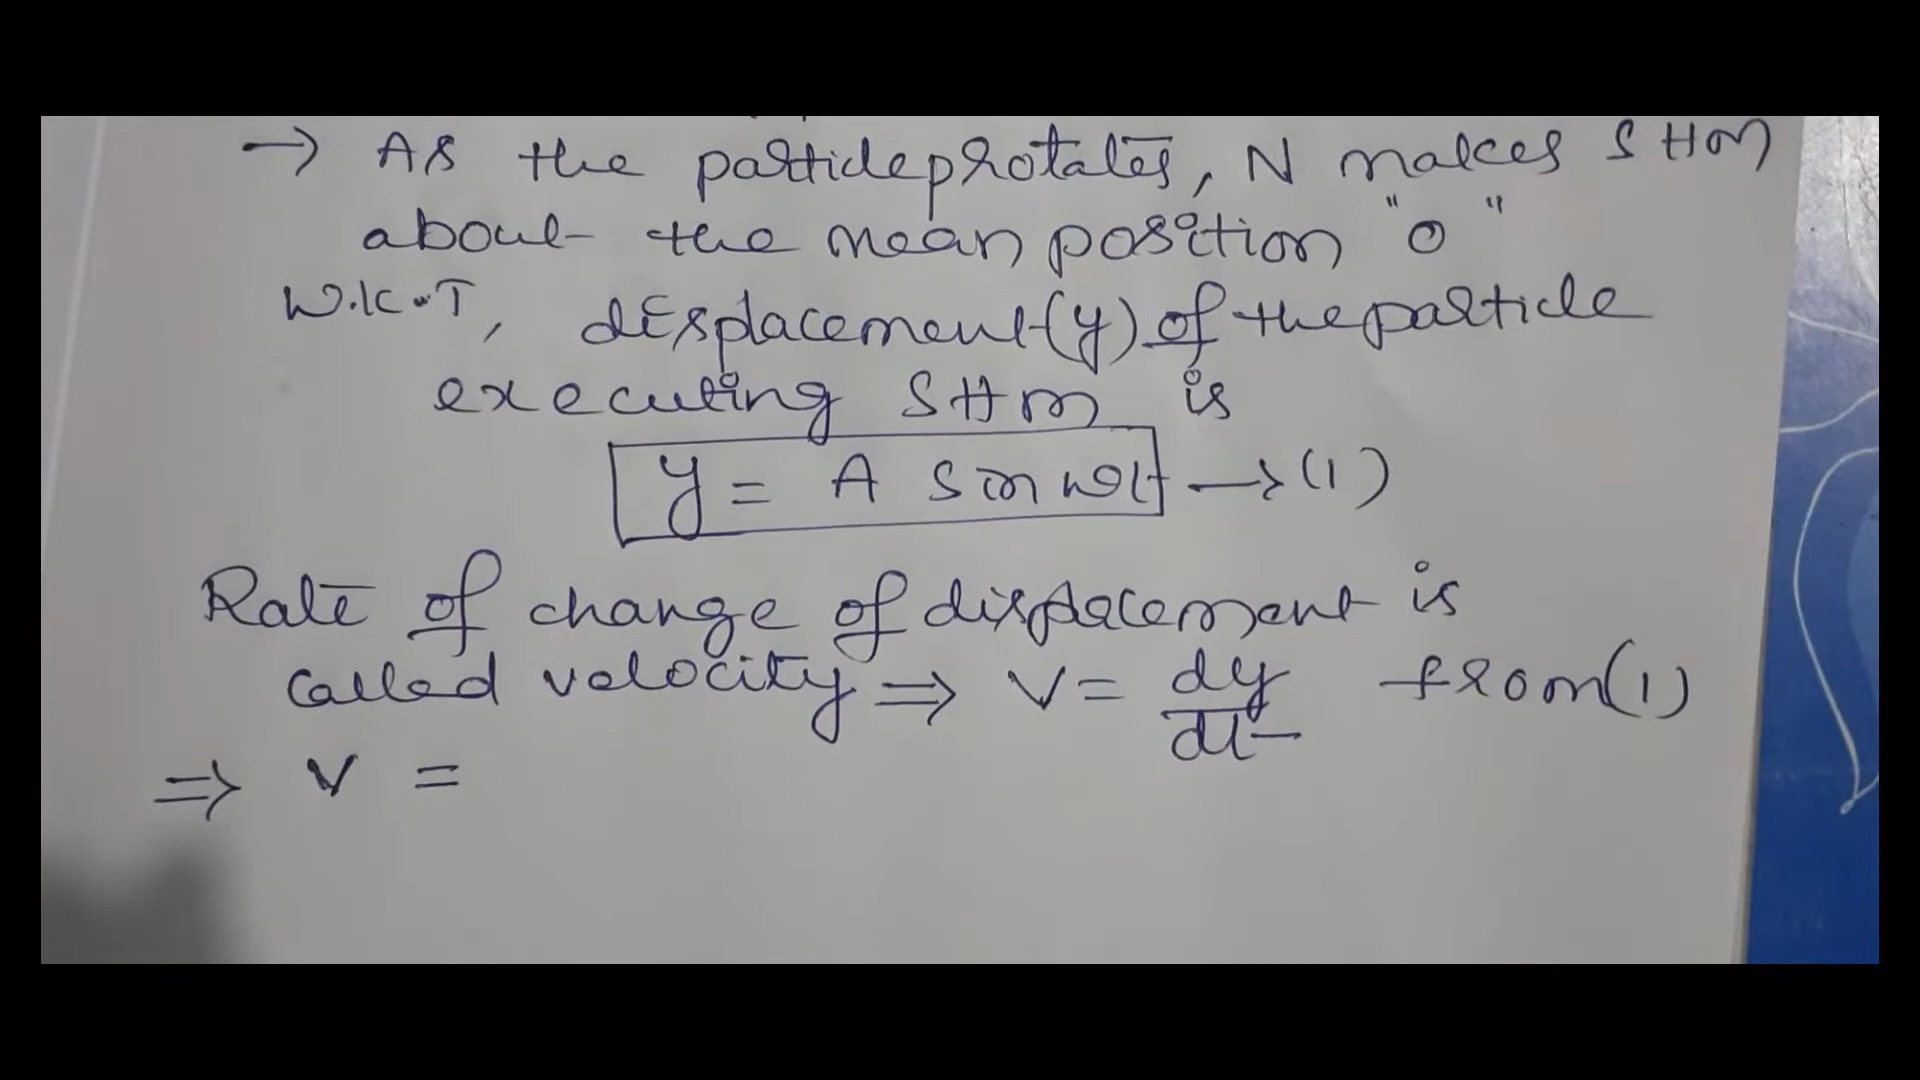 → As the particle p rotates, N makes SHM
about the mean position "O"
W.K.T, displacement (y) of the particle
executing SHM is
y = A sin ωt → (1)
Rate of change of displacement is
called velocity ⇒ V = dy/dt from (1)
⇒ V =